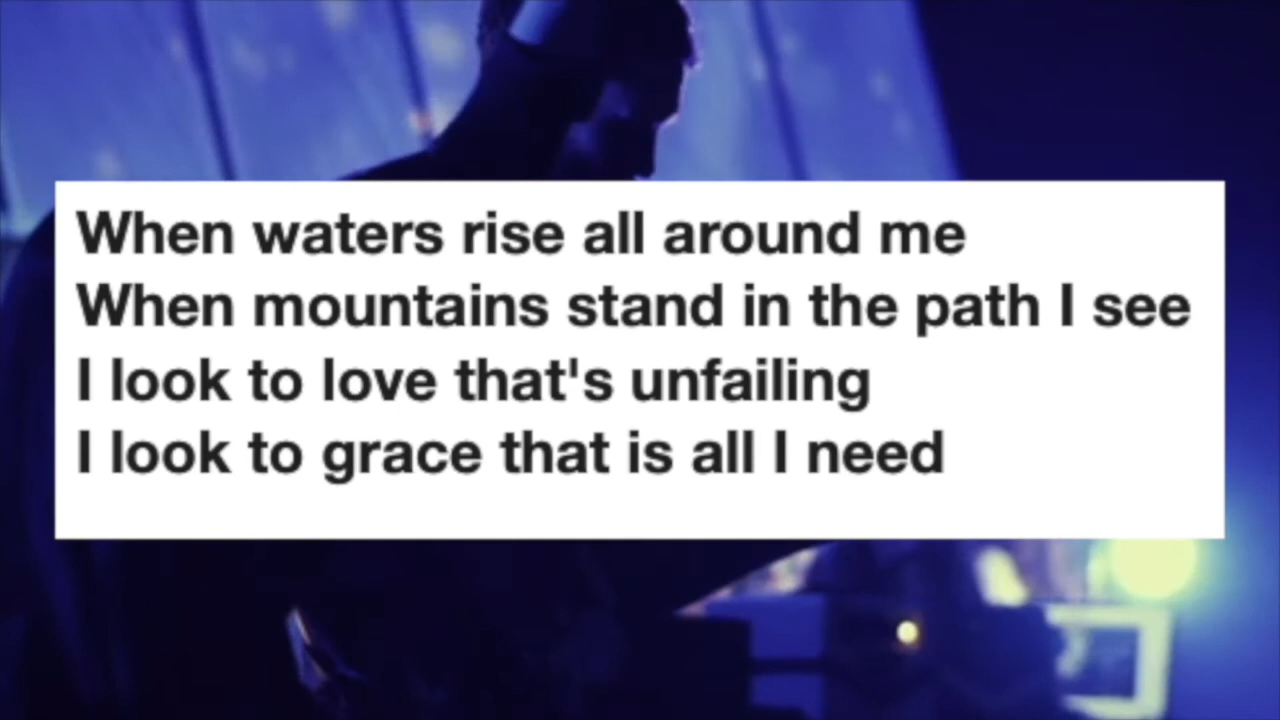 When waters rise all around me
When mountains stand in the path I see
I look to love that's unfailing
I look to grace that is all I need